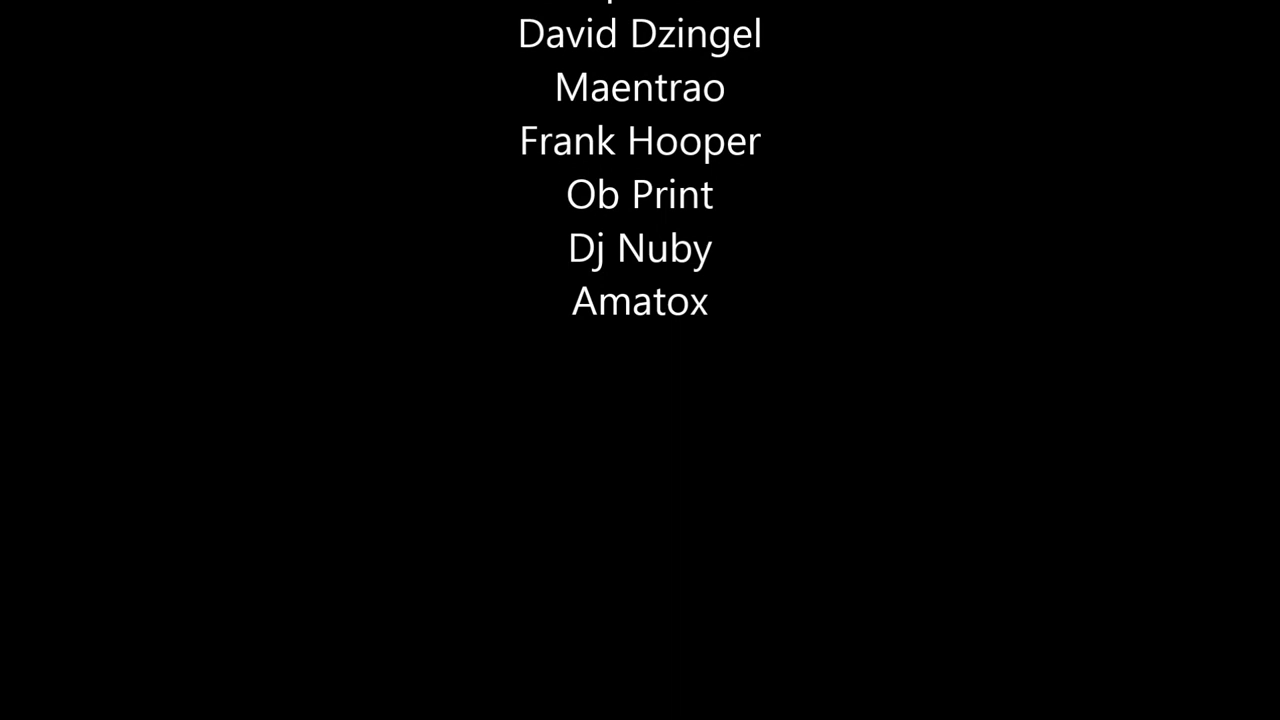 David Dzingel
Maentrao
Frank Hooper
Ob Print
Dj Nuby
Amatox